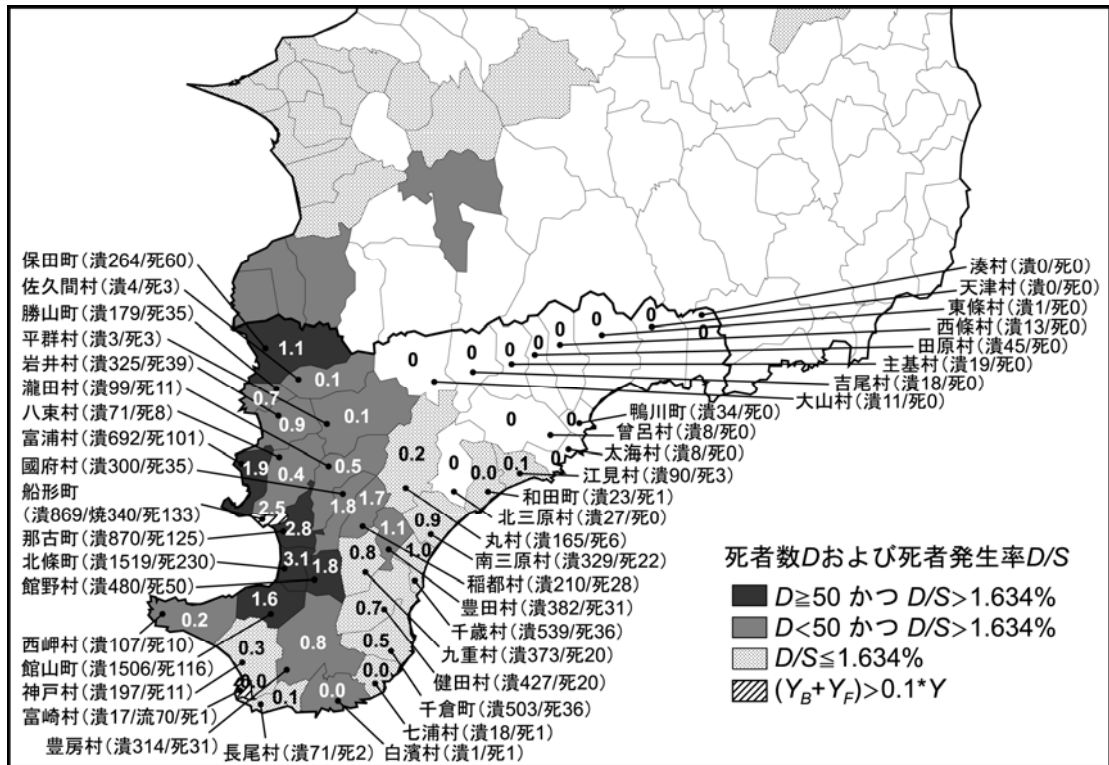 保田町(潰264/死60)
佐久間村(潰4/死3)
勝山町(潰179/死35)
平群村(潰3/死3)
岩井村(潰325/死39)
瀧田村(潰99/死11)
八束村(潰71/死8)
富浦村(潰692/死101)
國府村(潰300/死35)
船形町
(潰869/焼340/死133)
那古町(潰870/死125)
北條町(潰1519/死230)
館野村(潰480/死50)
西岬村(潰107/死10)
館山町(潰1506/死116)
神戸村(潰197/死11)
富崎村(潰17/流70/死1)
豊房村(潰314/死31)
長尾村(潰71/死2)
白濱村(潰1/死1)
七浦村(潰18/死1)
千倉町(潰503/死36)
健田村(潰427/死20)
九重村(潰373/死20)
千歳村(潰539/死36)
豊田村(潰382/死31)
稲都村(潰210/死28)
南三原村(潰329/死22)
丸村(潰165/死6)
北三原村(潰27/死0)
和田町(潰23/死1)
江見村(潰90/死3)
太海村(潰8/死0)
曾呂村(潰8/死0)
鴨川町(潰34/死0)
大山村(潰11/死0)
吉尾村(潰18/死0)
主基村(潰19/死0)
田原村(潰45/死0)
西條村(潰13/死0)
東條村(潰1/死0)
天津村(潰0/死0)
湊村(潰0/死0)
1.1
0.1
0.7
0.1
0.9
1.9
0.4
0.5
0.2
1.8
1.7
2.5
2.8
1.1
0.9
3.1
1.8
0.8
1.0
1.6
0.7
0.2
0.8
0.3
0.5
0.0
0.0
0.1
0.0
0
0
0
0
0
0
0
0
0
0
0
0
0.0
0.1
死者数Dおよび死者発生率D/S
D≧50 かつ D/S>1.634%
D<50 かつ D/S>1.634%
D/S≦1.634%
(Y_B+Y_F)>0.1*Y